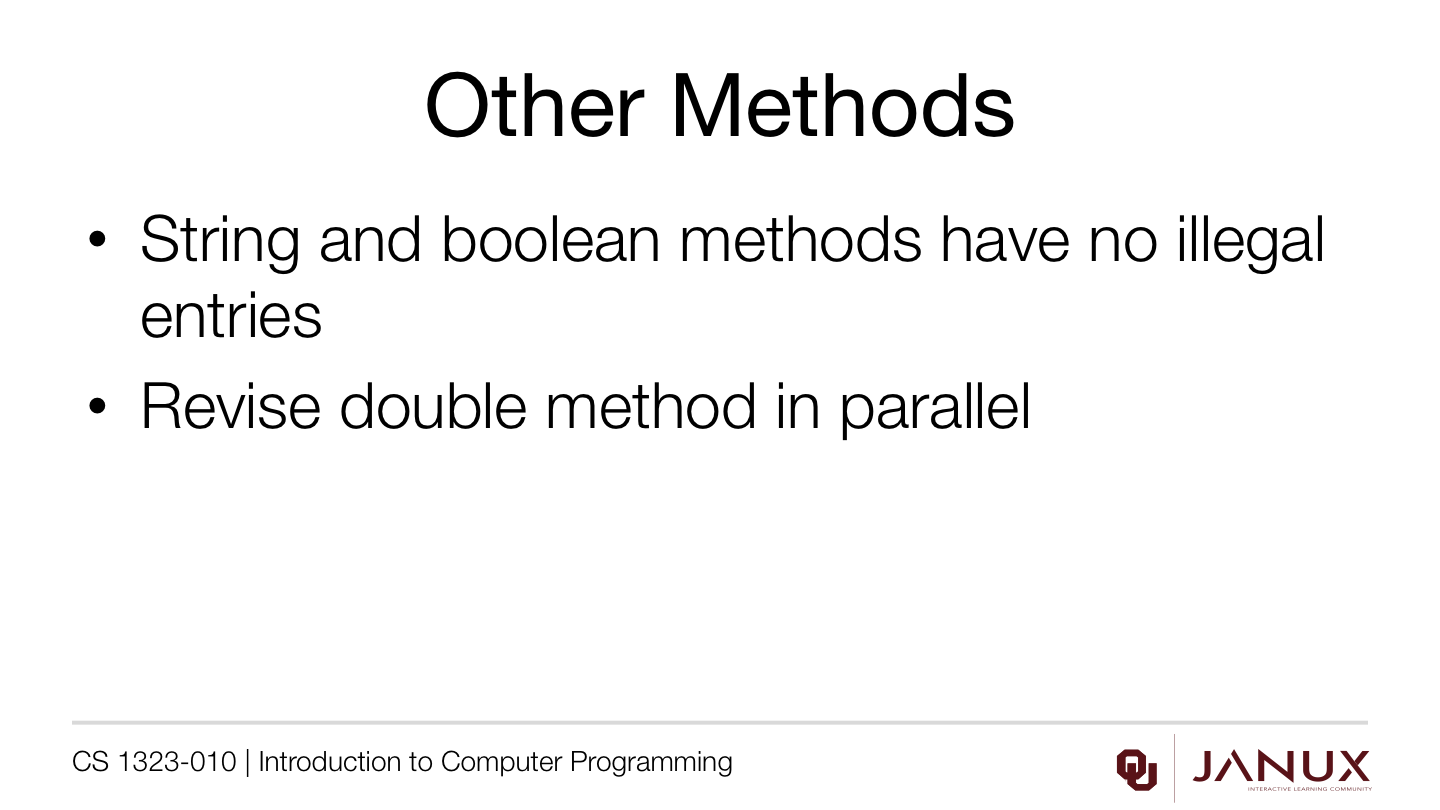 Other Methods
• String and boolean methods have no illegal
entries
• Revise double method in parallel
CS 1323-010 | Introduction to Computer Programming
OU
JANUX
INTERACTIVE LEARNING COMMUNITY